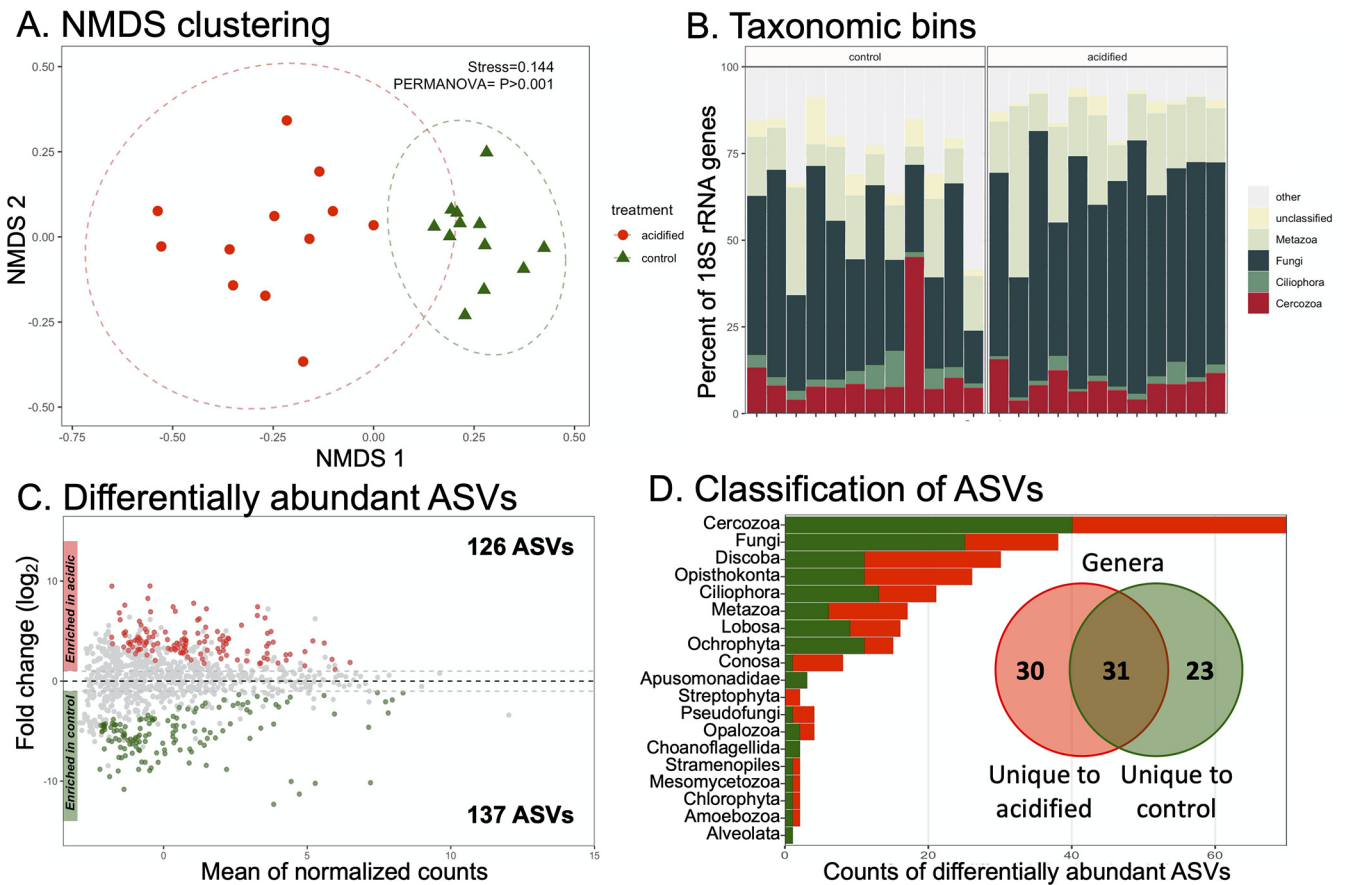 A. NMDS clustering
Stress=0.144
PERMANOVA= P>0.001
0.50
0.25
0.00
-0.25
-0.50
NMDS 2
-0.75
-0.50
-0.25
0.00
0.25
0.50
NMDS 1
treatment
acidified
control
B. Taxonomic bins
control
acidified
100
75
50
25
0
Percent of 18S rRNA genes
other
unclassified
Metazoa
Fungi
Ciliophora
Cercozoa
C. Differentially abundant ASVs
126 ASVs
137 ASVs
Enriched in acidic
Enriched in control
Fold change (log2)
10
0
-10
0
5
10
15
Mean of normalized counts
D. Classification of ASVs
Cercozoa
Fungi
Discoba
Opisthokonta
Ciliophora
Metazoa
Lobosa
Ochrophyta
Conosa
Apusomonadidae
Streptophyta
Pseudofungi
Opalozoa
Choanoflagellida
Stramenopiles
Mesomycetozoa
Chlorophyta
Amoebozoa
Alveolata
Genera
30
31
23
Unique to
acidified
Unique to
control
0
20
40
60
Counts of differentially abundant ASVs